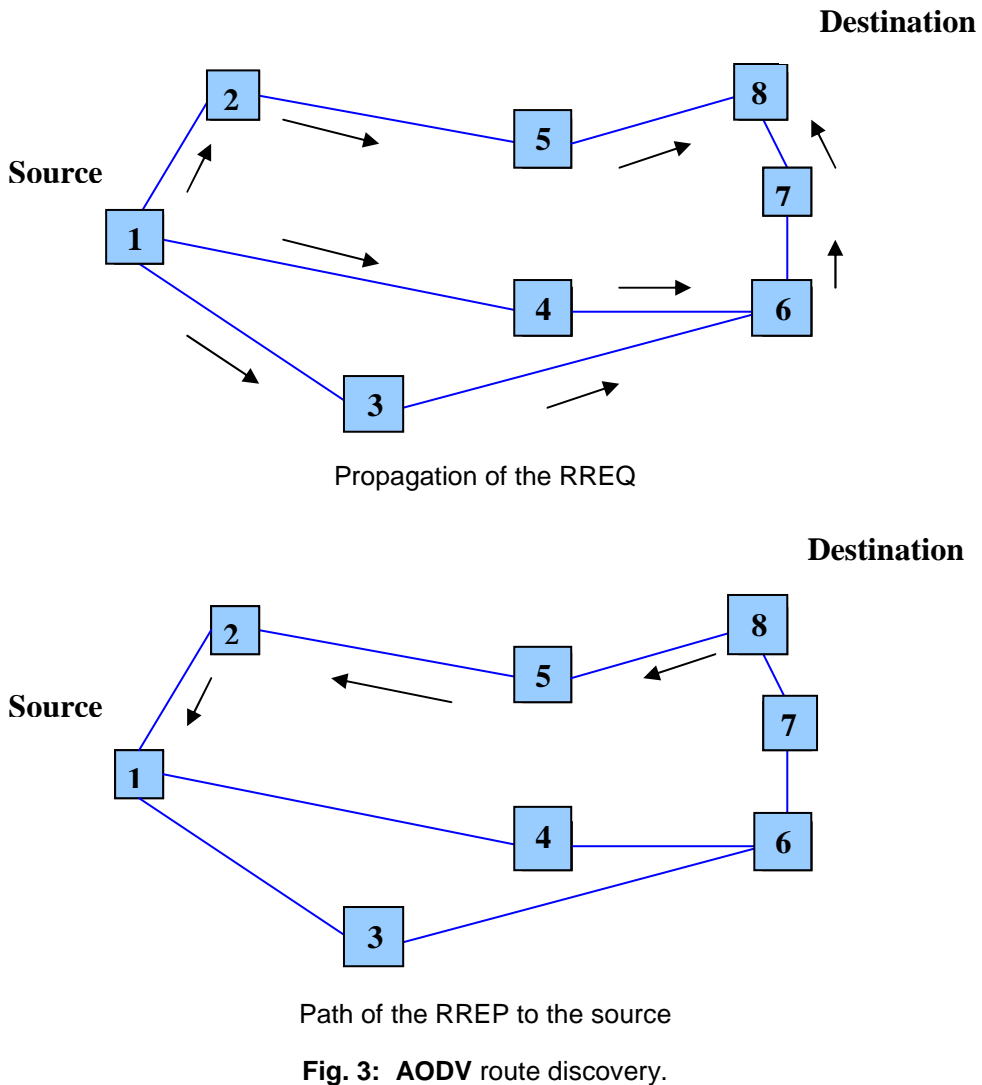 Destination
2
8
5
Source
7
1
4
6
3
Propagation of the RREQ
Destination
2
8
5
Source
7
1
4
6
3
Path of the RREP to the source
Fig. 3: AODV route discovery.